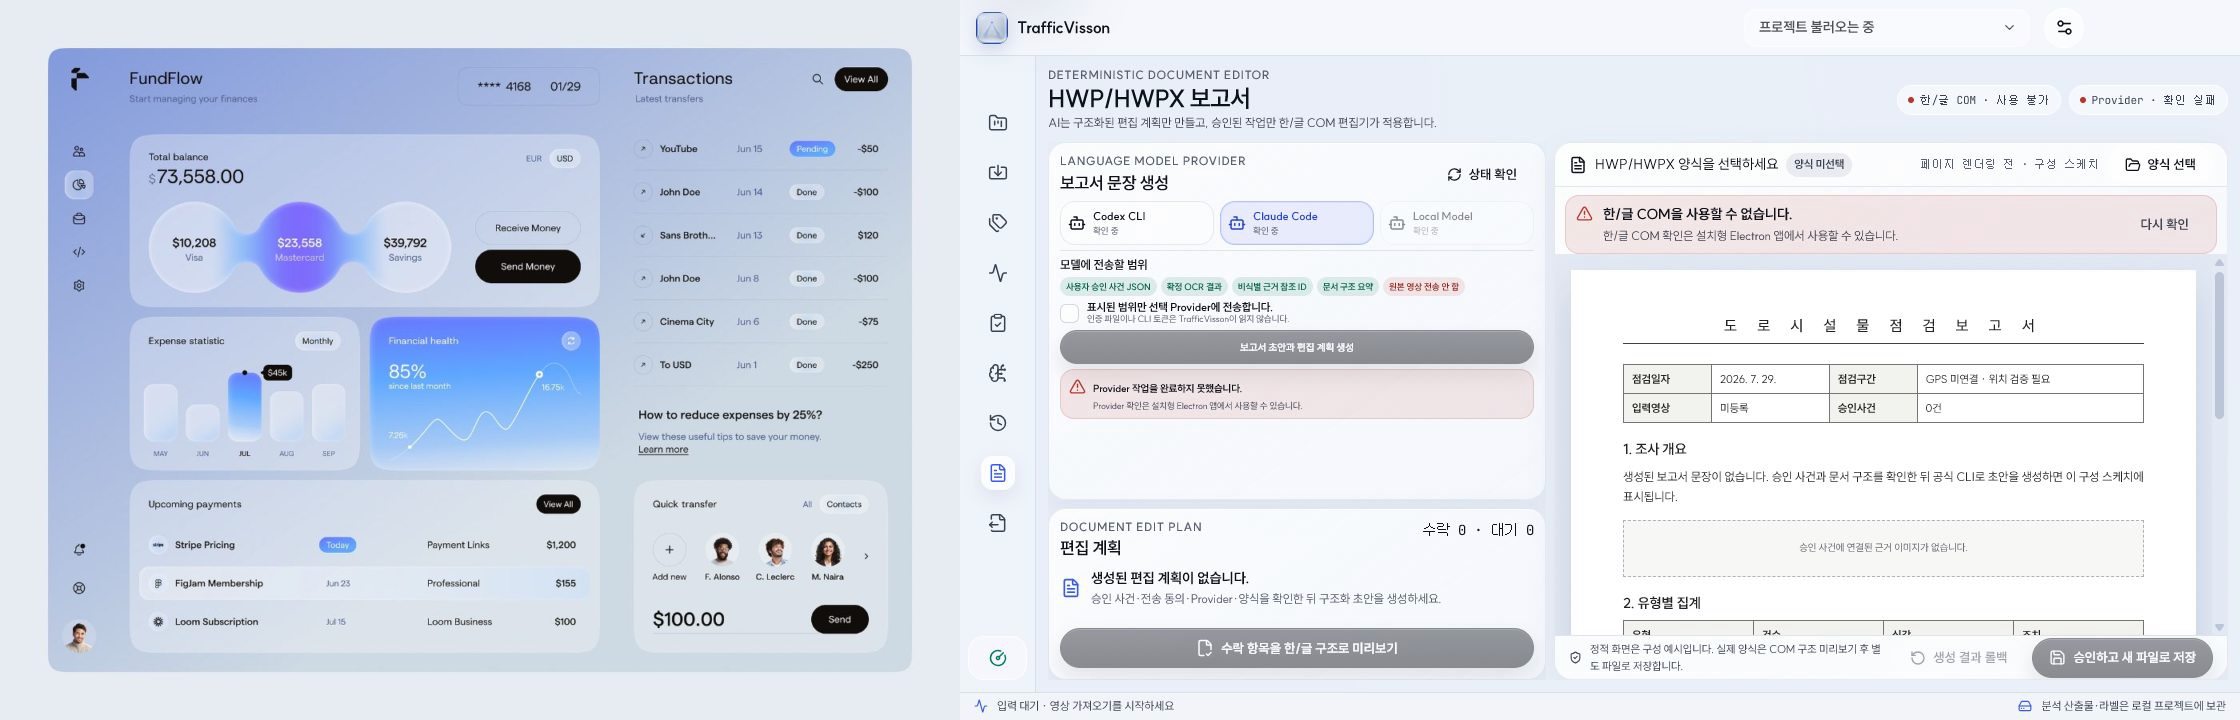 FundFlow
Start managing your finances
**** 4168 01/29
Transactions
Latest transfers
View All
Total balance
$73,558.00
EUR USD
$10,208
Visa
$23,558
Mastercard
$39,792
Savings
Receive Money
Send Money
YouTube Jun 15 Pending -$50
John Doe Jun 14 Done -$100
Sans Broth... Jun 13 Done $120
John Doe Jun 8 Done -$100
Cinema City Jun 6 Done -$75
To USD Jun 1 Done -$250
Expense statistic
Monthly
$45k
MAY JUN JUL AUG SEP
Financial health
85%
since last month
16.75k
7.26k
How to reduce expenses by 25%?
View these useful tips to save your money.
Learn more
Upcoming payments
View All
Stripe Pricing Today Payment Links $1,200
FigJam Membership Jun 23 Professional $155
Loom Subscription Jul 15 Loom Business $100
Quick transfer
All Contacts
Add new F. Alonso C. Leclerc M. Naira
$100.00
Send
TrafficVisson
프로젝트 불러오는 중
DETERMINISTIC DOCUMENT EDITOR
HWP/HWPX 보고서
AI는 구조화된 편집 계획만 만들고, 승인된 작업만 한/글 COM 편집기가 적용합니다.
한/글 COM · 사용 불가
Provider · 확인 실패
LANGUAGE MODEL PROVIDER
보고서 문장 생성
상태 확인
Codex CLI
확인 중
Claude Code
확인 중
Local Model
확인 중
모델에 전송할 범위
사용자 승인 사건 JSON
확정 OCR 결과
비식별 근거 참조 ID
문서 구조 요약
원본 영상 전송 안 함
표시된 범위만 선택 Provider에 전송합니다.
인증 파일이나 CLI 토큰은 TrafficVisson이 읽지 않습니다.
보고서 초안과 편집 계획 생성
Provider 작업을 완료하지 못했습니다.
Provider 확인은 설치형 Electron 앱에서 사용할 수 있습니다.
DOCUMENT EDIT PLAN
편집 계획
수락 0 · 대기 0
생성된 편집 계획이 없습니다.
승인 사건·전송 동의·Provider·양식을 확인한 뒤 구조화 초안을 생성하세요.
수락 항목을 한/글 구조로 미리보기
HWP/HWPX 양식을 선택하세요
양식 미선택
페이지 렌더링 전 · 구성 스케치
양식 선택
한/글 COM을 사용할 수 없습니다.
한/글 COM 확인은 설치형 Electron 앱에서 사용할 수 있습니다.
다시 확인
도 로 시 설 물 점 검 보 고 서
점검일자 2026. 7. 29. 점검구간 GPS 미연결 · 위치 검증 필요
입력영상 미등록 승인사건 0건
1. 조사 개요
생성된 보고서 문장이 없습니다. 승인 사건과 문서 구조를 확인한 뒤 공식 CLI로 초안을 생성하면 이 구성 스케치에
표시됩니다.
승인 사건에 연결된 근거 이미지가 없습니다.
2. 유형별 집계
정적 화면은 구성 예시입니다. 실제 양식은 COM 구조 미리보기 후 별
도 파일로 저장합니다.
생성 결과 롤백
승인하고 새 파일로 저장
입력 대기 · 영상 가져오기를 시작하세요
분석 산출물·라벨은 로컬 프로젝트에 보관